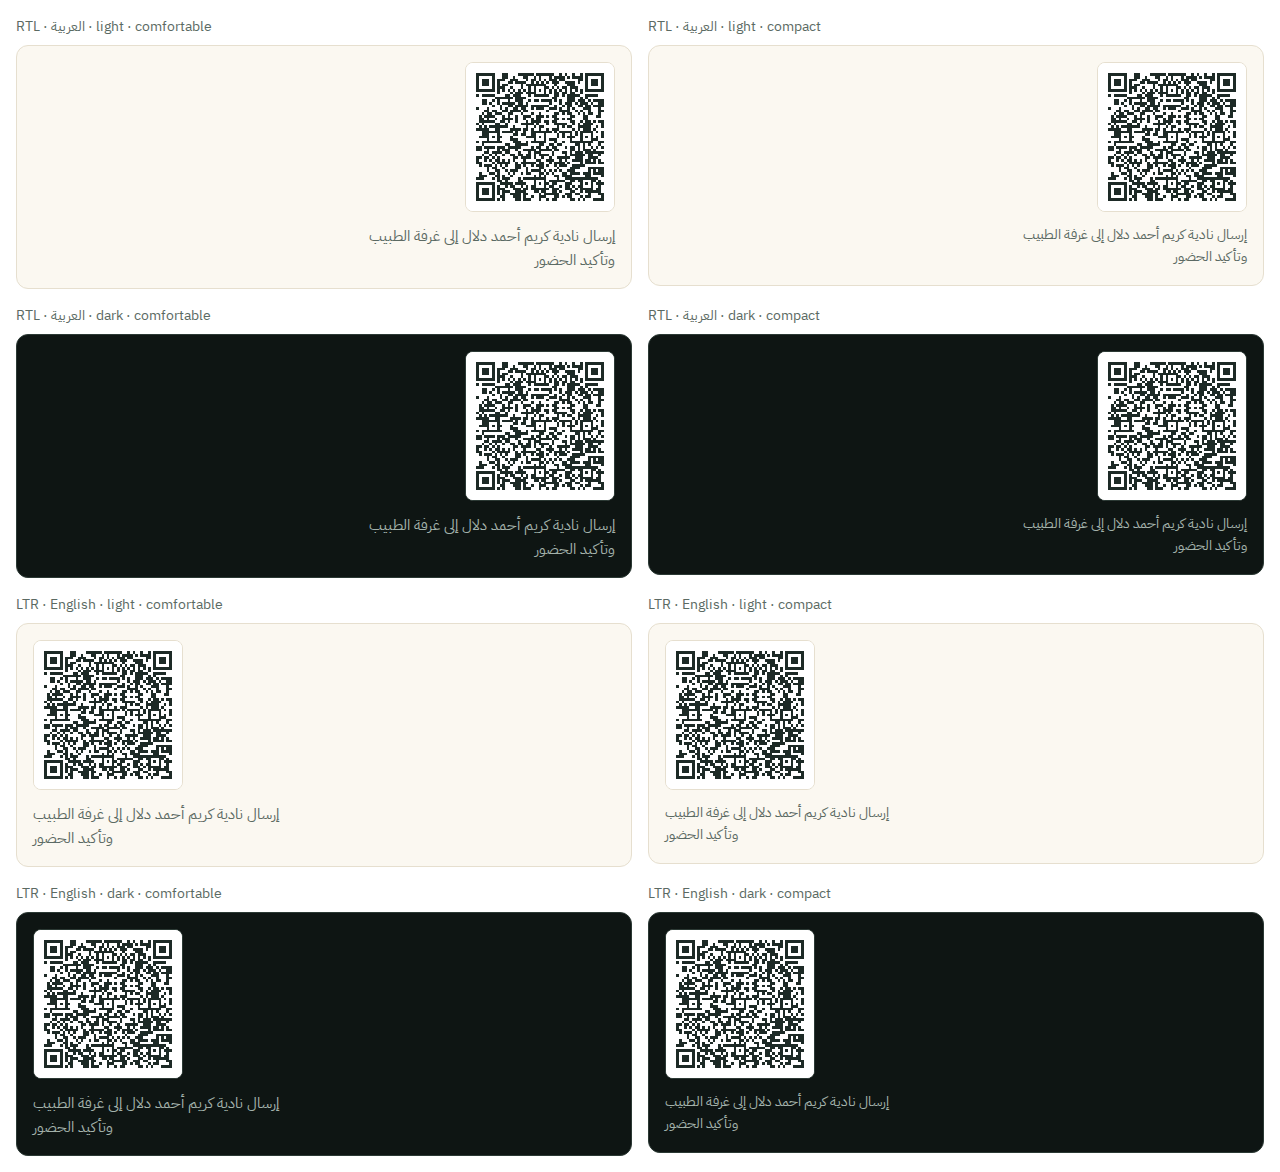 RTL · العربية · light · comfortable
إرسال نادية كريم أحمد دلال إلى غرفة الطبيب
وتأكيد الحضور
RTL · العربية · light · compact
إرسال نادية كريم أحمد دلال إلى غرفة الطبيب
وتأكيد الحضور
RTL · العربية · dark · comfortable
إرسال نادية كريم أحمد دلال إلى غرفة الطبيب
وتأكيد الحضور
RTL · العربية · dark · compact
إرسال نادية كريم أحمد دلال إلى غرفة الطبيب
وتأكيد الحضور
LTR · English · light · comfortable
إرسال نادية كريم أحمد دلال إلى غرفة الطبيب
وتأكيد الحضور
LTR · English · light · compact
إرسال نادية كريم أحمد دلال إلى غرفة الطبيب
وتأكيد الحضور
LTR · English · dark · comfortable
إرسال نادية كريم أحمد دلال إلى غرفة الطبيب
وتأكيد الحضور
LTR · English · dark · compact
إرسال نادية كريم أحمد دلال إلى غرفة الطبيب
وتأكيد الحضور